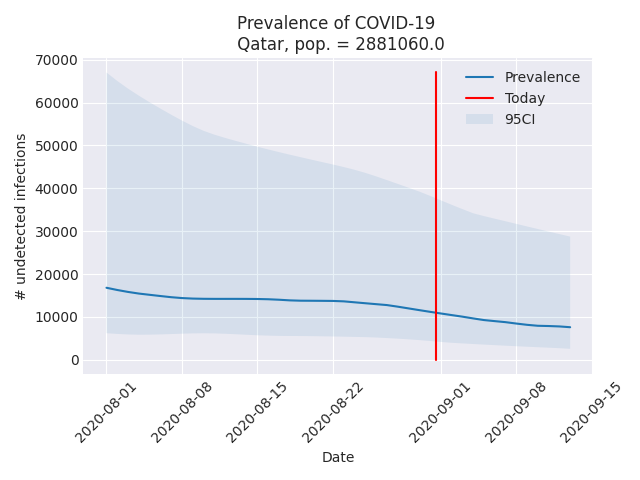 Prevalence of COVID-19
Qatar, pop. = 2881060.0
70000
60000
50000
40000
30000
20000
10000
0
# undetected infections
Prevalence
Today
95CI
2020-08-01
2020-08-08
2020-08-15
2020-08-22
2020-09-01
2020-09-08
2020-09-15
Date